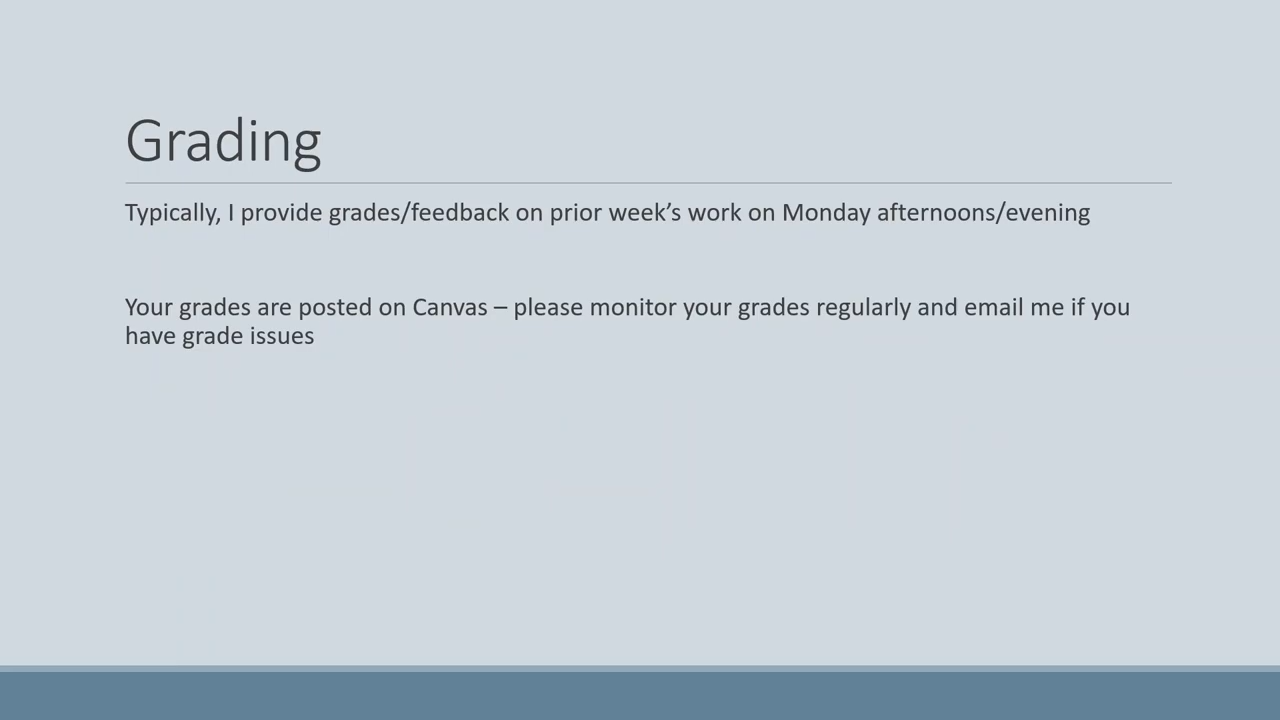 Grading
Typically, I provide grades/feedback on prior week’s work on Monday afternoons/evening
Your grades are posted on Canvas – please monitor your grades regularly and email me if you
have grade issues